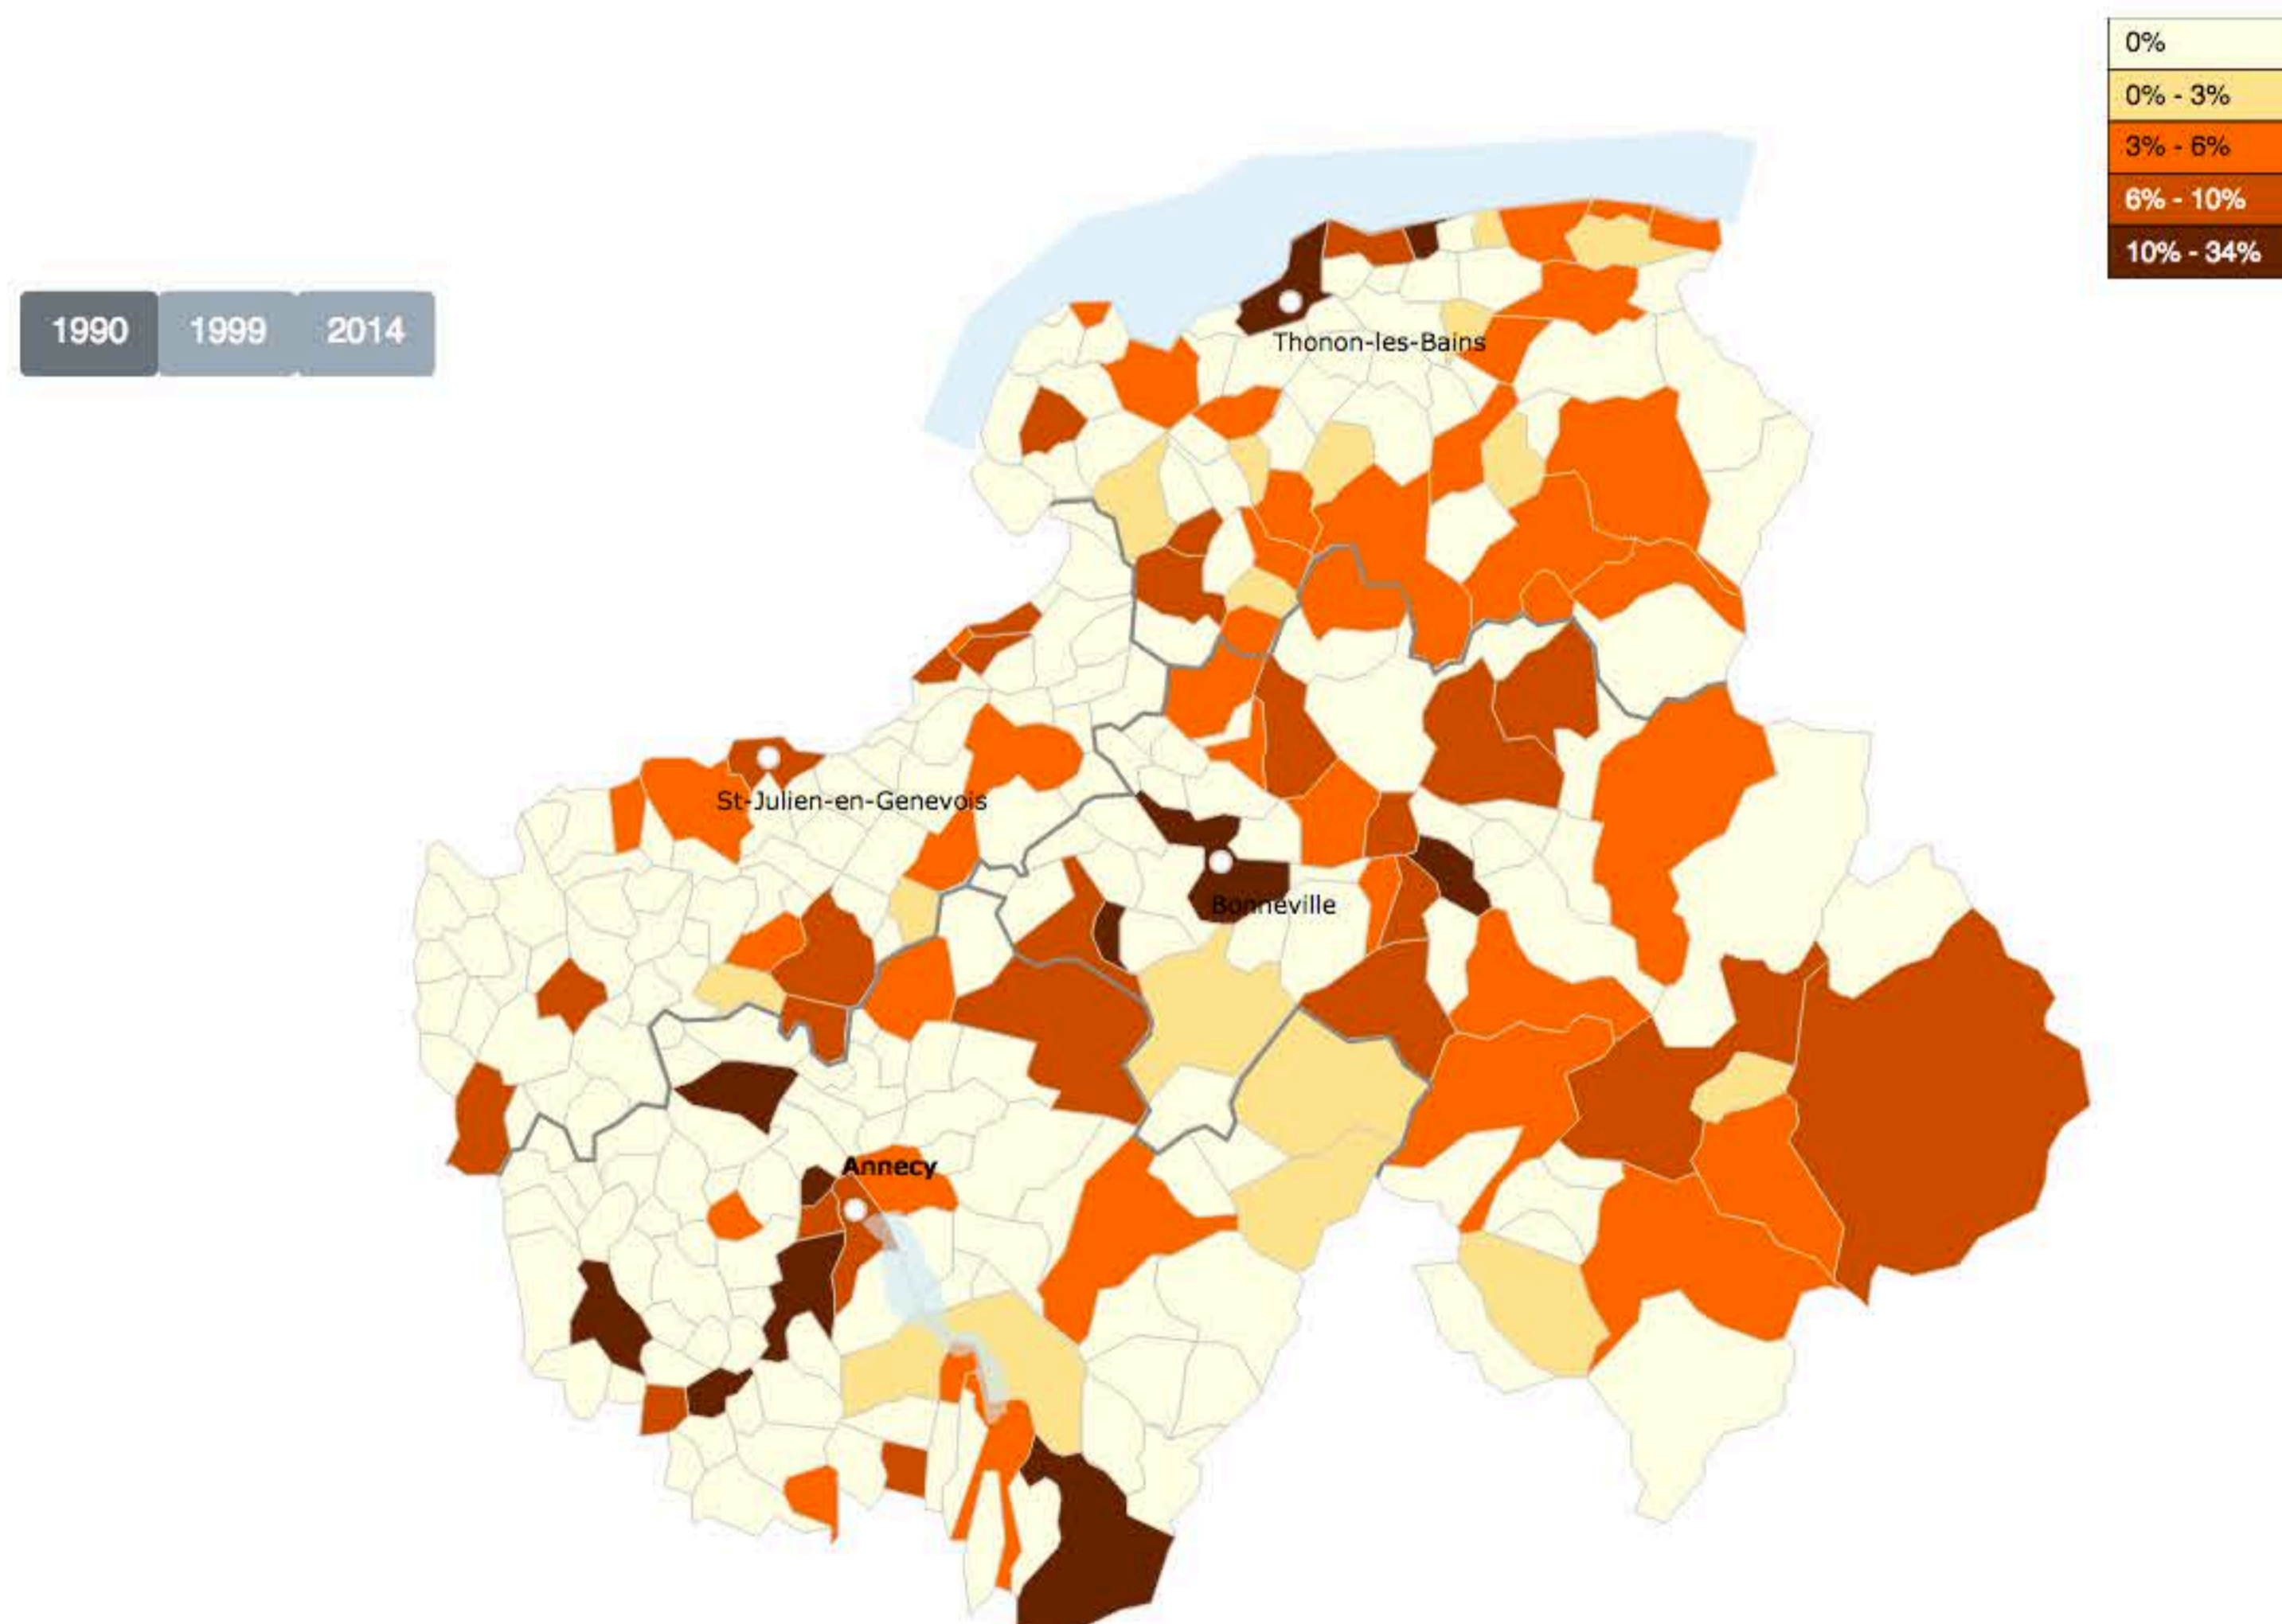 0%
0% - 3%
3% - 6%
6% - 10%
10% - 34%
1990 1999 2014
Thonon-les-Bains
St-Julien-en-Genevois
Bonneville
Annecy